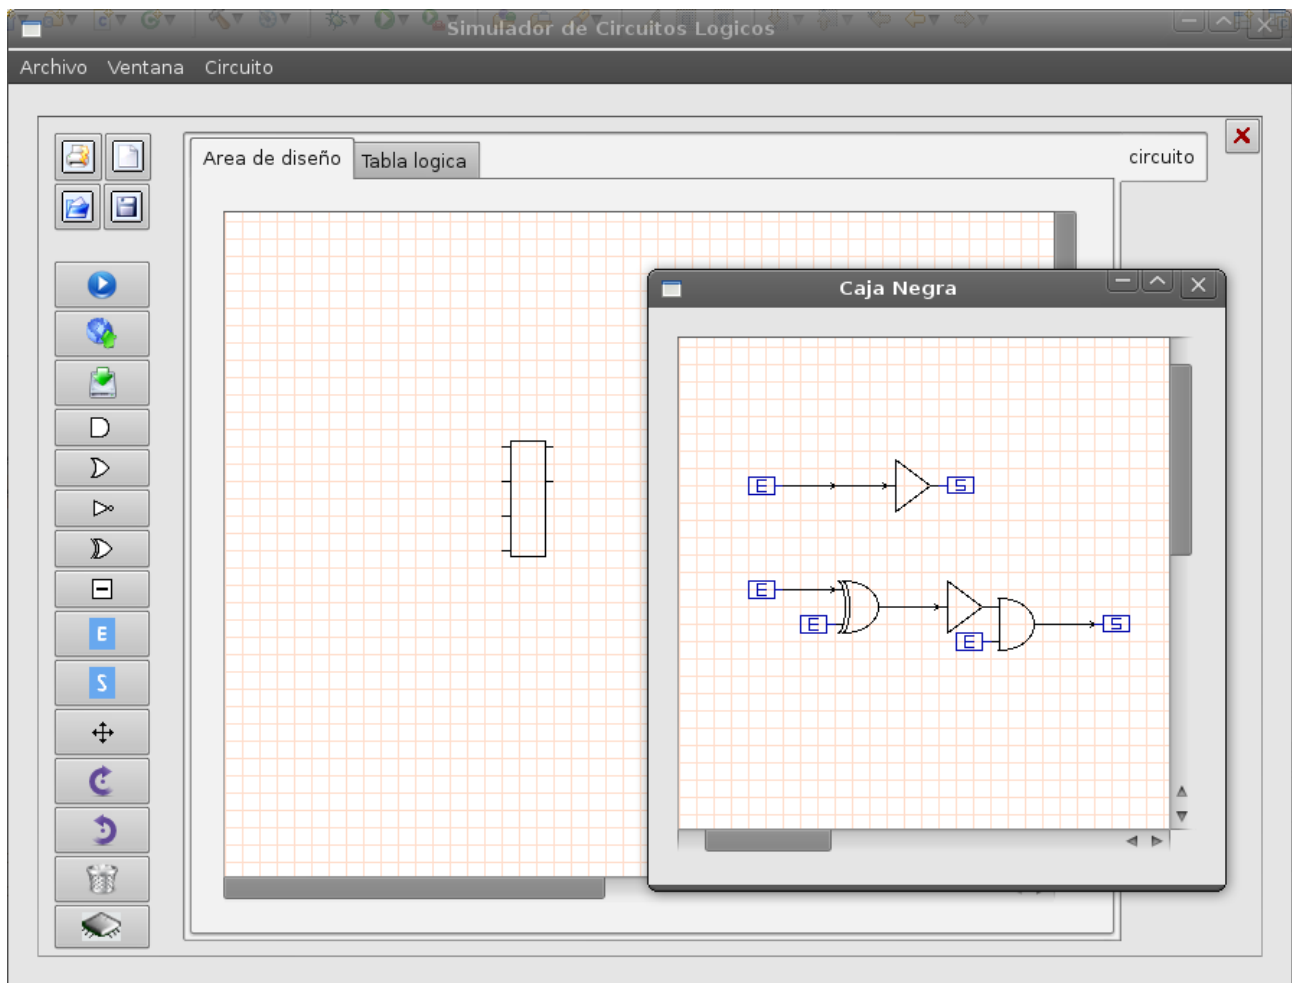 Simulador de Circuitos Logicos
Archivo Ventana Circuito
Area de diseño Tabla logica circuito
Caja Negra
E S
E
E S
E
E
S